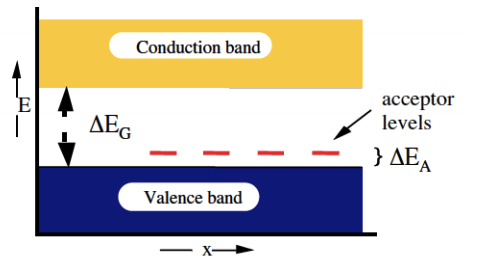 Conduction band
E
acceptor
levels
ΔE_G
} ΔE_A
Valence band
x